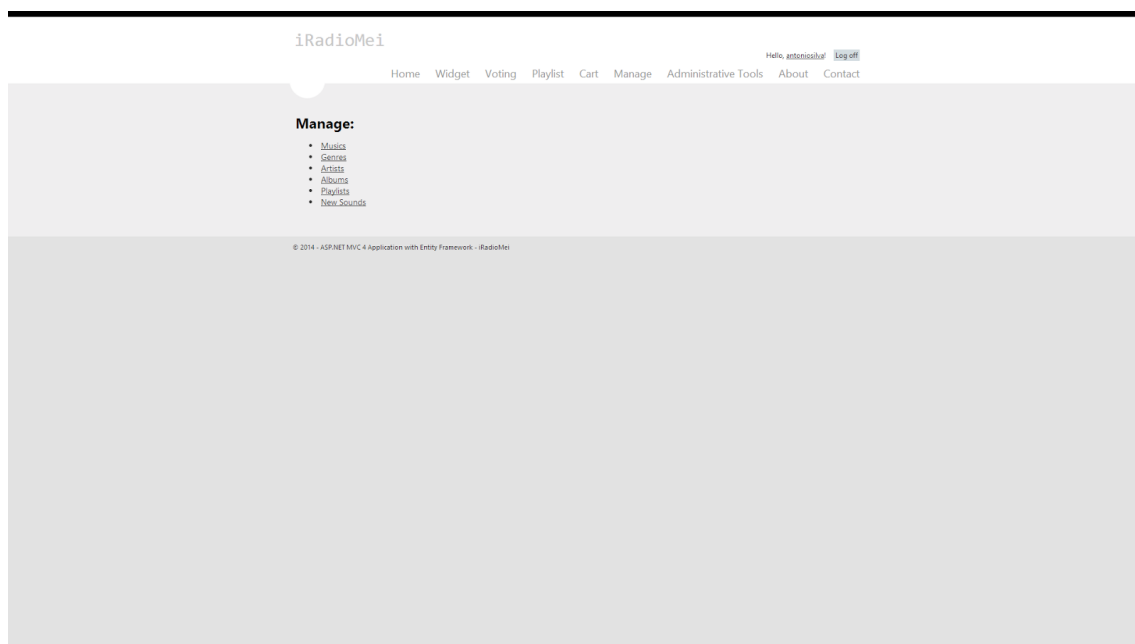 iRadioMei
Hello, antoniosilva! Log off
Home Widget Voting Playlist Cart Manage Administrative Tools About Contact
Manage:
• Musics
• Genres
• Artists
• Albums
• Playlists
• New Sounds
© 2014 - ASP.NET MVC 4 Application with Entity Framework - iRadioMei